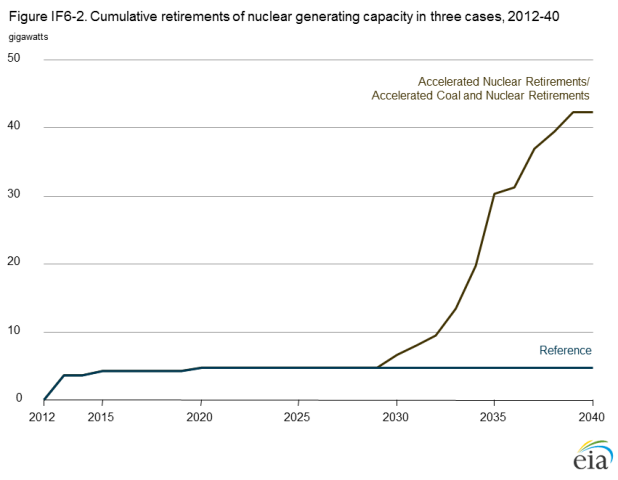 Figure IF6-2. Cumulative retirements of nuclear generating capacity in three cases, 2012-40
gigawatts
50
Accelerated Nuclear Retirements/
Accelerated Coal and Nuclear Retirements
40
30
20
10
Reference
0
2012 2015 2020 2025 2030 2035 2040
eia